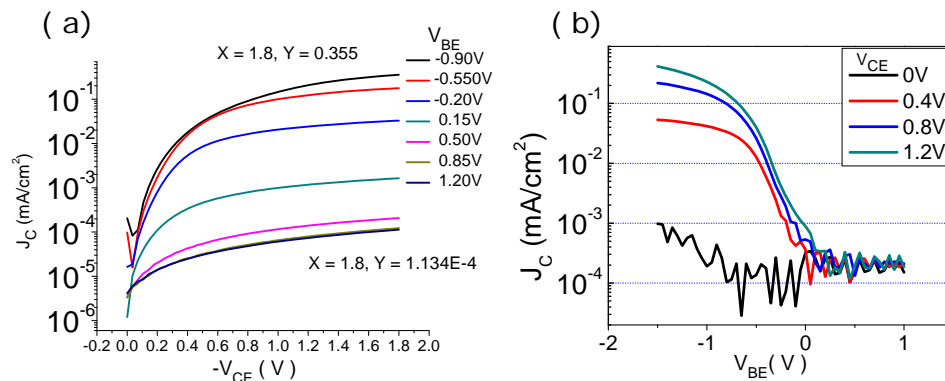 ( a)
X = 1.8, Y = 0.355
V_BE
-0.90V
-0.550V
-0.20V
0.15V
0.50V
0.85V
1.20V
10^-1
10^-2
10^-3
10^-4
10^-5
10^-6
J_C (mA/cm^2)
X = 1.8, Y = 1.134E-4
-0.2 0.0 0.2 0.4 0.6 0.8 1.0 1.2 1.4 1.6 1.8 2.0
-V_CE ( V )
( b)
V_CE
0V
0.4V
0.8V
1.2V
10^-1
10^-2
10^-3
10^-4
J_C (mA/cm^2)
-2 -1 0 1
V_BE( V )